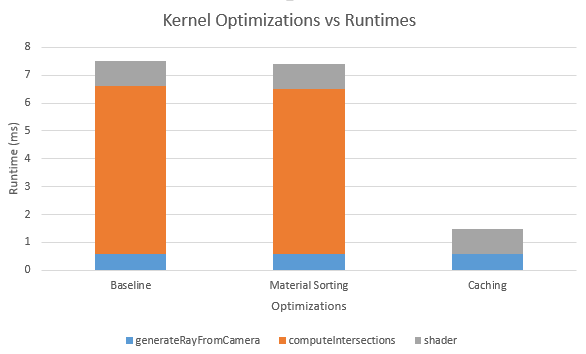 Kernel Optimizations vs Runtimes
8
7
6
5
4
3
2
1
0
Runtime (ms)
Baseline Material Sorting Caching
Optimizations
generateRayFromCamera computeIntersections shader